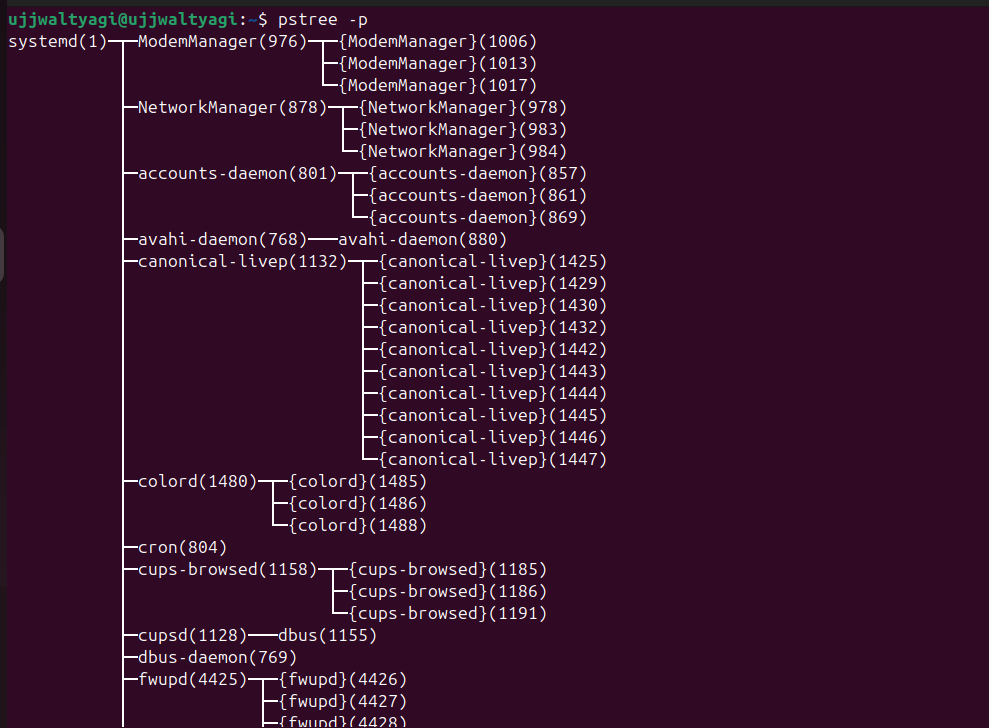 ujjwaltyagi@ujjwaltyagi:~$ pstree -p
systemd(1)─┬─ModemManager(976)─┬─{ModemManager}(1006)
           │                   ├─{ModemManager}(1013)
           │                   └─{ModemManager}(1017)
           ├─NetworkManager(878)─┬─{NetworkManager}(978)
           │                     ├─{NetworkManager}(983)
           │                     └─{NetworkManager}(984)
           ├─accounts-daemon(801)─┬─{accounts-daemon}(857)
           │                      ├─{accounts-daemon}(861)
           │                      └─{accounts-daemon}(869)
           ├─avahi-daemon(768)───avahi-daemon(880)
           ├─canonical-livep(1132)─┬─{canonical-livep}(1425)
           │                       ├─{canonical-livep}(1429)
           │                       ├─{canonical-livep}(1430)
           │                       ├─{canonical-livep}(1432)
           │                       ├─{canonical-livep}(1442)
           │                       ├─{canonical-livep}(1443)
           │                       ├─{canonical-livep}(1444)
           │                       ├─{canonical-livep}(1445)
           │                       ├─{canonical-livep}(1446)
           │                       └─{canonical-livep}(1447)
           ├─colord(1480)─┬─{colord}(1485)
           │              ├─{colord}(1486)
           │              └─{colord}(1488)
           ├─cron(804)
           ├─cups-browsed(1158)─┬─{cups-browsed}(1185)
           │                    ├─{cups-browsed}(1186)
           │                    └─{cups-browsed}(1191)
           ├─cupsd(1128)───dbus(1155)
           ├─dbus-daemon(769)
           ├─fwupd(4425)─┬─{fwupd}(4426)
           │             ├─{fwupd}(4427)
           │             ├─{fwupd}(4428)